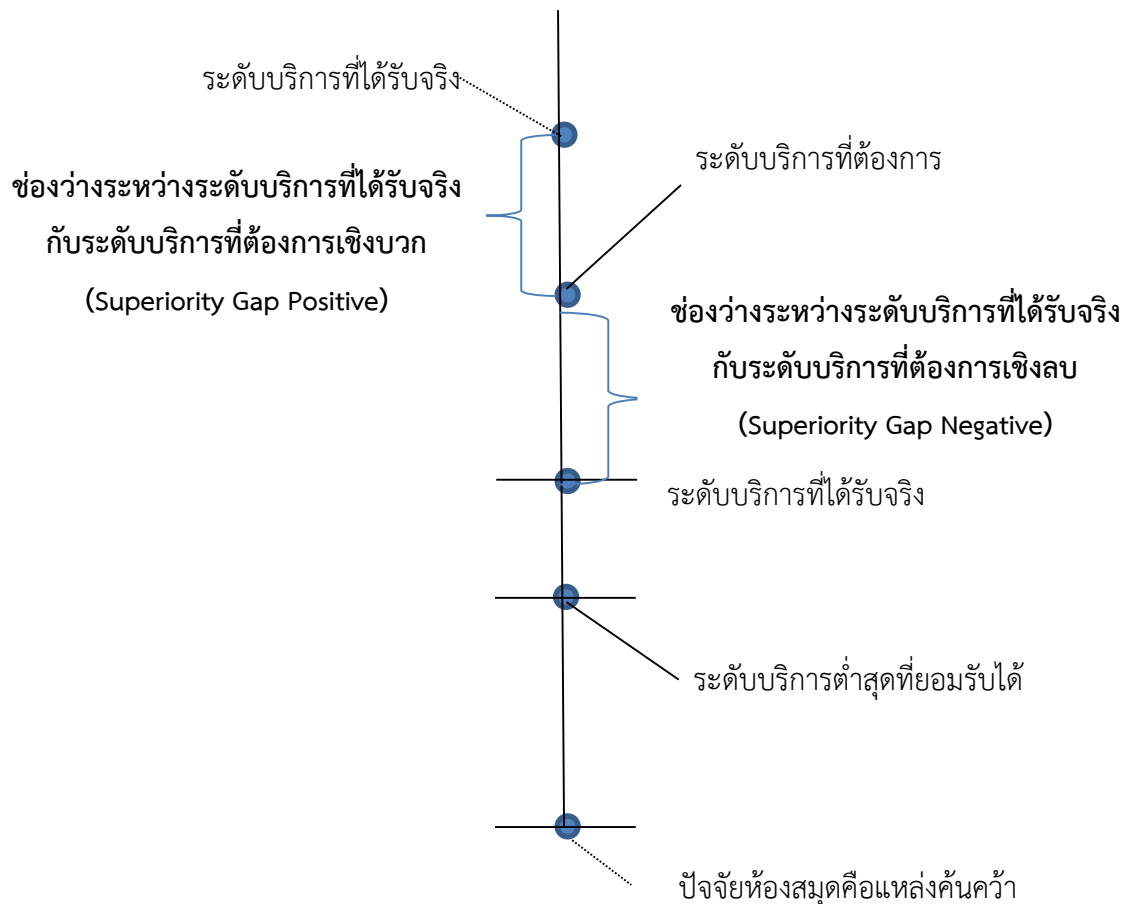 ระดับบริการที่ได้รับจริง
ระดับบริการที่ต้องการ
ช่องว่างระหว่างระดับบริการที่ได้รับจริง
กับระดับบริการที่ต้องการเชิงบวก
(Superiority Gap Positive)
ช่องว่างระหว่างระดับบริการที่ได้รับจริง
กับระดับบริการที่ต้องการเชิงลบ
(Superiority Gap Negative)
ระดับบริการที่ได้รับจริง
ระดับบริการต่ำสุดที่ยอมรับได้
ปัจจัยห้องสมุดคือแหล่งค้นคว้า